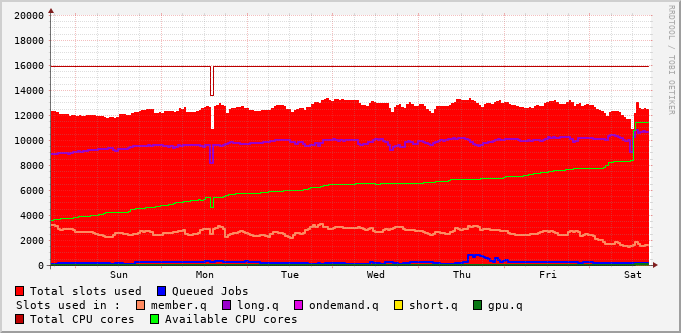 20000
18000
16000
14000
12000
10000
8000
6000
4000
2000
0
Sun Mon Tue Wed Thu Fri Sat
RRDTOOL / TOBI OETIKER
Total slots used Queued Jobs
Slots used in : member.q long.q ondemand.q short.q gpu.q
Total CPU cores Available CPU cores